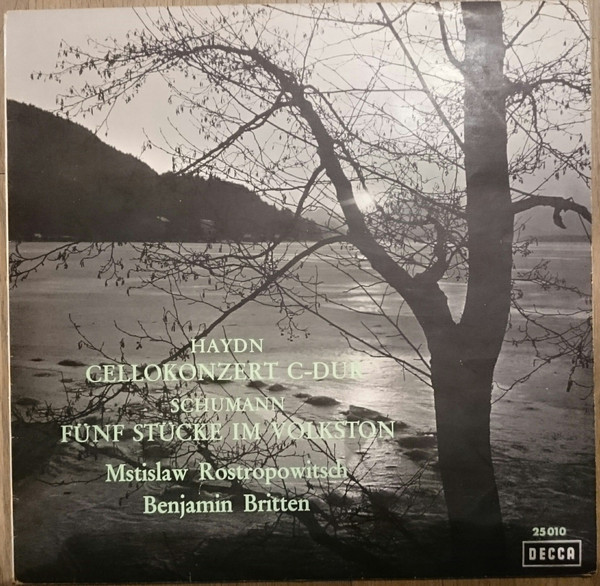 HAYDN
CELLOKONZERT C-DUR
SCHUMANN
FÜNF STÜCKE IM VOLKSTON
Mstislaw Rostropowitsch
Benjamin Britten
25010
DECCA